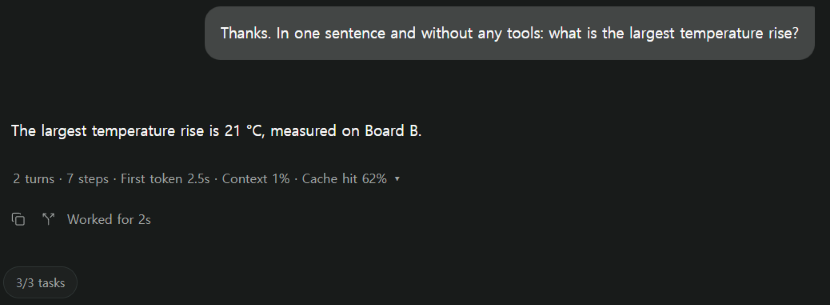 Thanks. In one sentence and without any tools: what is the largest temperature rise?
The largest temperature rise is 21 °C, measured on Board B.
2 turns · 7 steps · First token 2.5s · Context 1% · Cache hit 62%
Worked for 2s
3/3 tasks